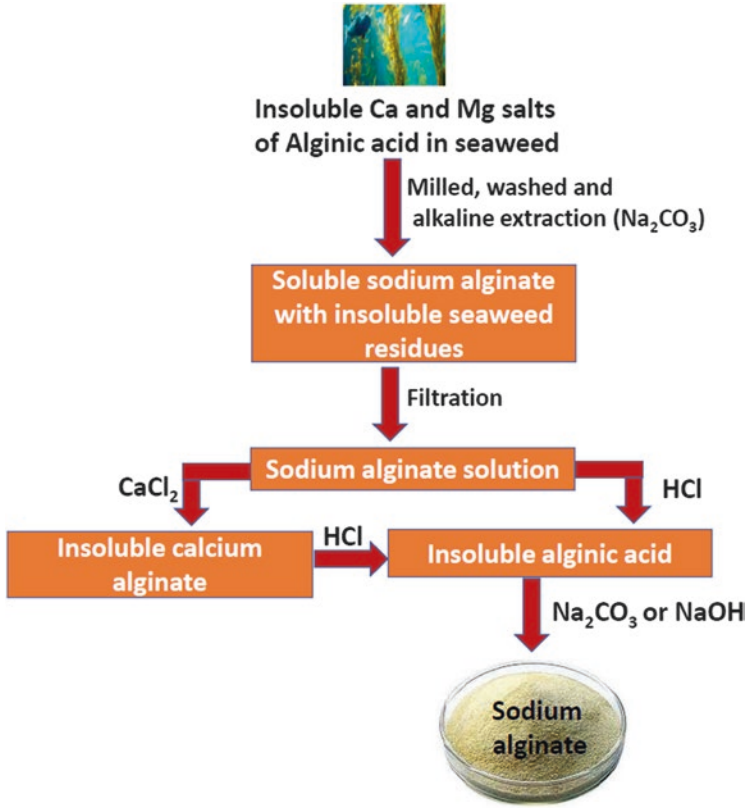 Insoluble Ca and Mg salts
of Alginic acid in seaweed
Milled, washed and
alkaline extraction (Na₂CO₃)
Soluble sodium alginate
with insoluble seaweed
residues
Filtration
Sodium alginate solution
CaCl₂
HCl
Insoluble calcium
alginate
HCl
Insoluble alginic acid
Na₂CO₃ or NaOH
Sodium
alginate